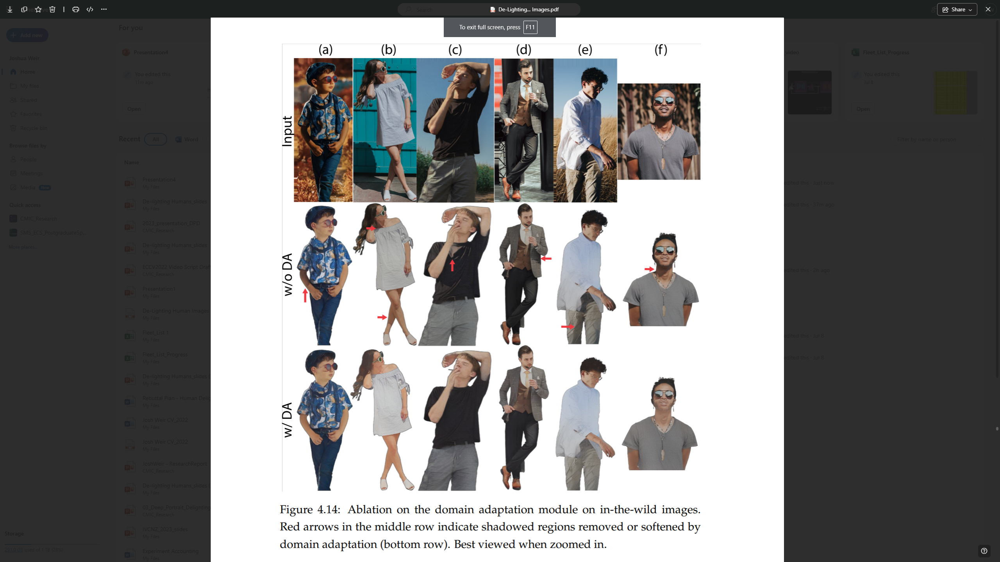 Search
De-Lighting... Images.pdf
Share
To exit full screen, press F11
Add new
For you
Presentation4
You edited this
11m ago
Open
video
Fleet_List_Progress
You edited this
Jul 6
Open
Joshua Weir
Home
My files
Shared
Favorites
Recycle bin
Browse files by
People
Meetings
Media New
Quick access
CMIC_Research
SMS_ECS_PostgraduateSp...
More places...
Storage
291.0 GB used of 1 TB (28%)
Recent All Word
Filter by name or person
Name
Presentation4
My Files
edited this · Just now
De-lighting Humans_slides
My Files
edited this · 37m ago
2023_presentation_DPD
CMIC_Research
De-lighting Humans_slides
My Files
ECCV2022 Video Script Draft
CMIC_Research
edited this · 2h ago
Presentation1
My Files
De-Lighting Human Images
My Files
Fleet_List 1
My Files
edited this · Jul 6
Fleet_List_Progress
My Files
edited this · Jul 6
De-lighting Humans_slides (
My Files
Rebuttal Plan - Human Delig
My Files
Josh Weir CV_2022
My Files
Josh Weir CV_2022
My Files
JoshWeir - ResearchReport
CMIC_Research
De-lighting Humans_slides (
My Files
03_Deep_Portrait_Delighting
CMIC_Research
IVCNZ_2023_slides
My Files
Experiment Accounting
My Files
(a) (b) (c) (d) (e) (f)
Input
w/o DA
w/ DA
Figure 4.14: Ablation on the domain adaptation module on in-the-wild images.
Red arrows in the middle row indicate shadowed regions removed or softened by
domain adaptation (bottom row). Best viewed when zoomed in.